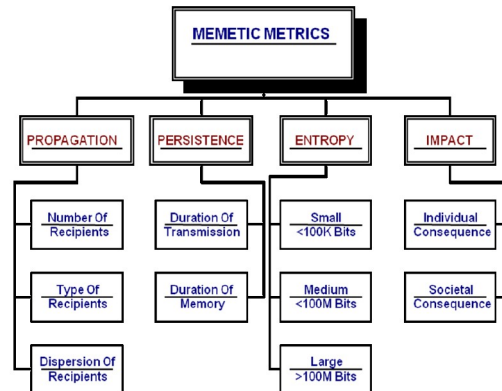 MEMETIC METRICS
PROPAGATION
PERSISTENCE
ENTROPY
IMPACT
Number Of
Recipients
Duration Of
Transmission
Small
<100K Bits
Individual
Consequence
Type Of
Recipients
Duration Of
Memory
Medium
<100M Bits
Societal
Consequence
Dispersion Of
Recipients
Large
>100M Bits